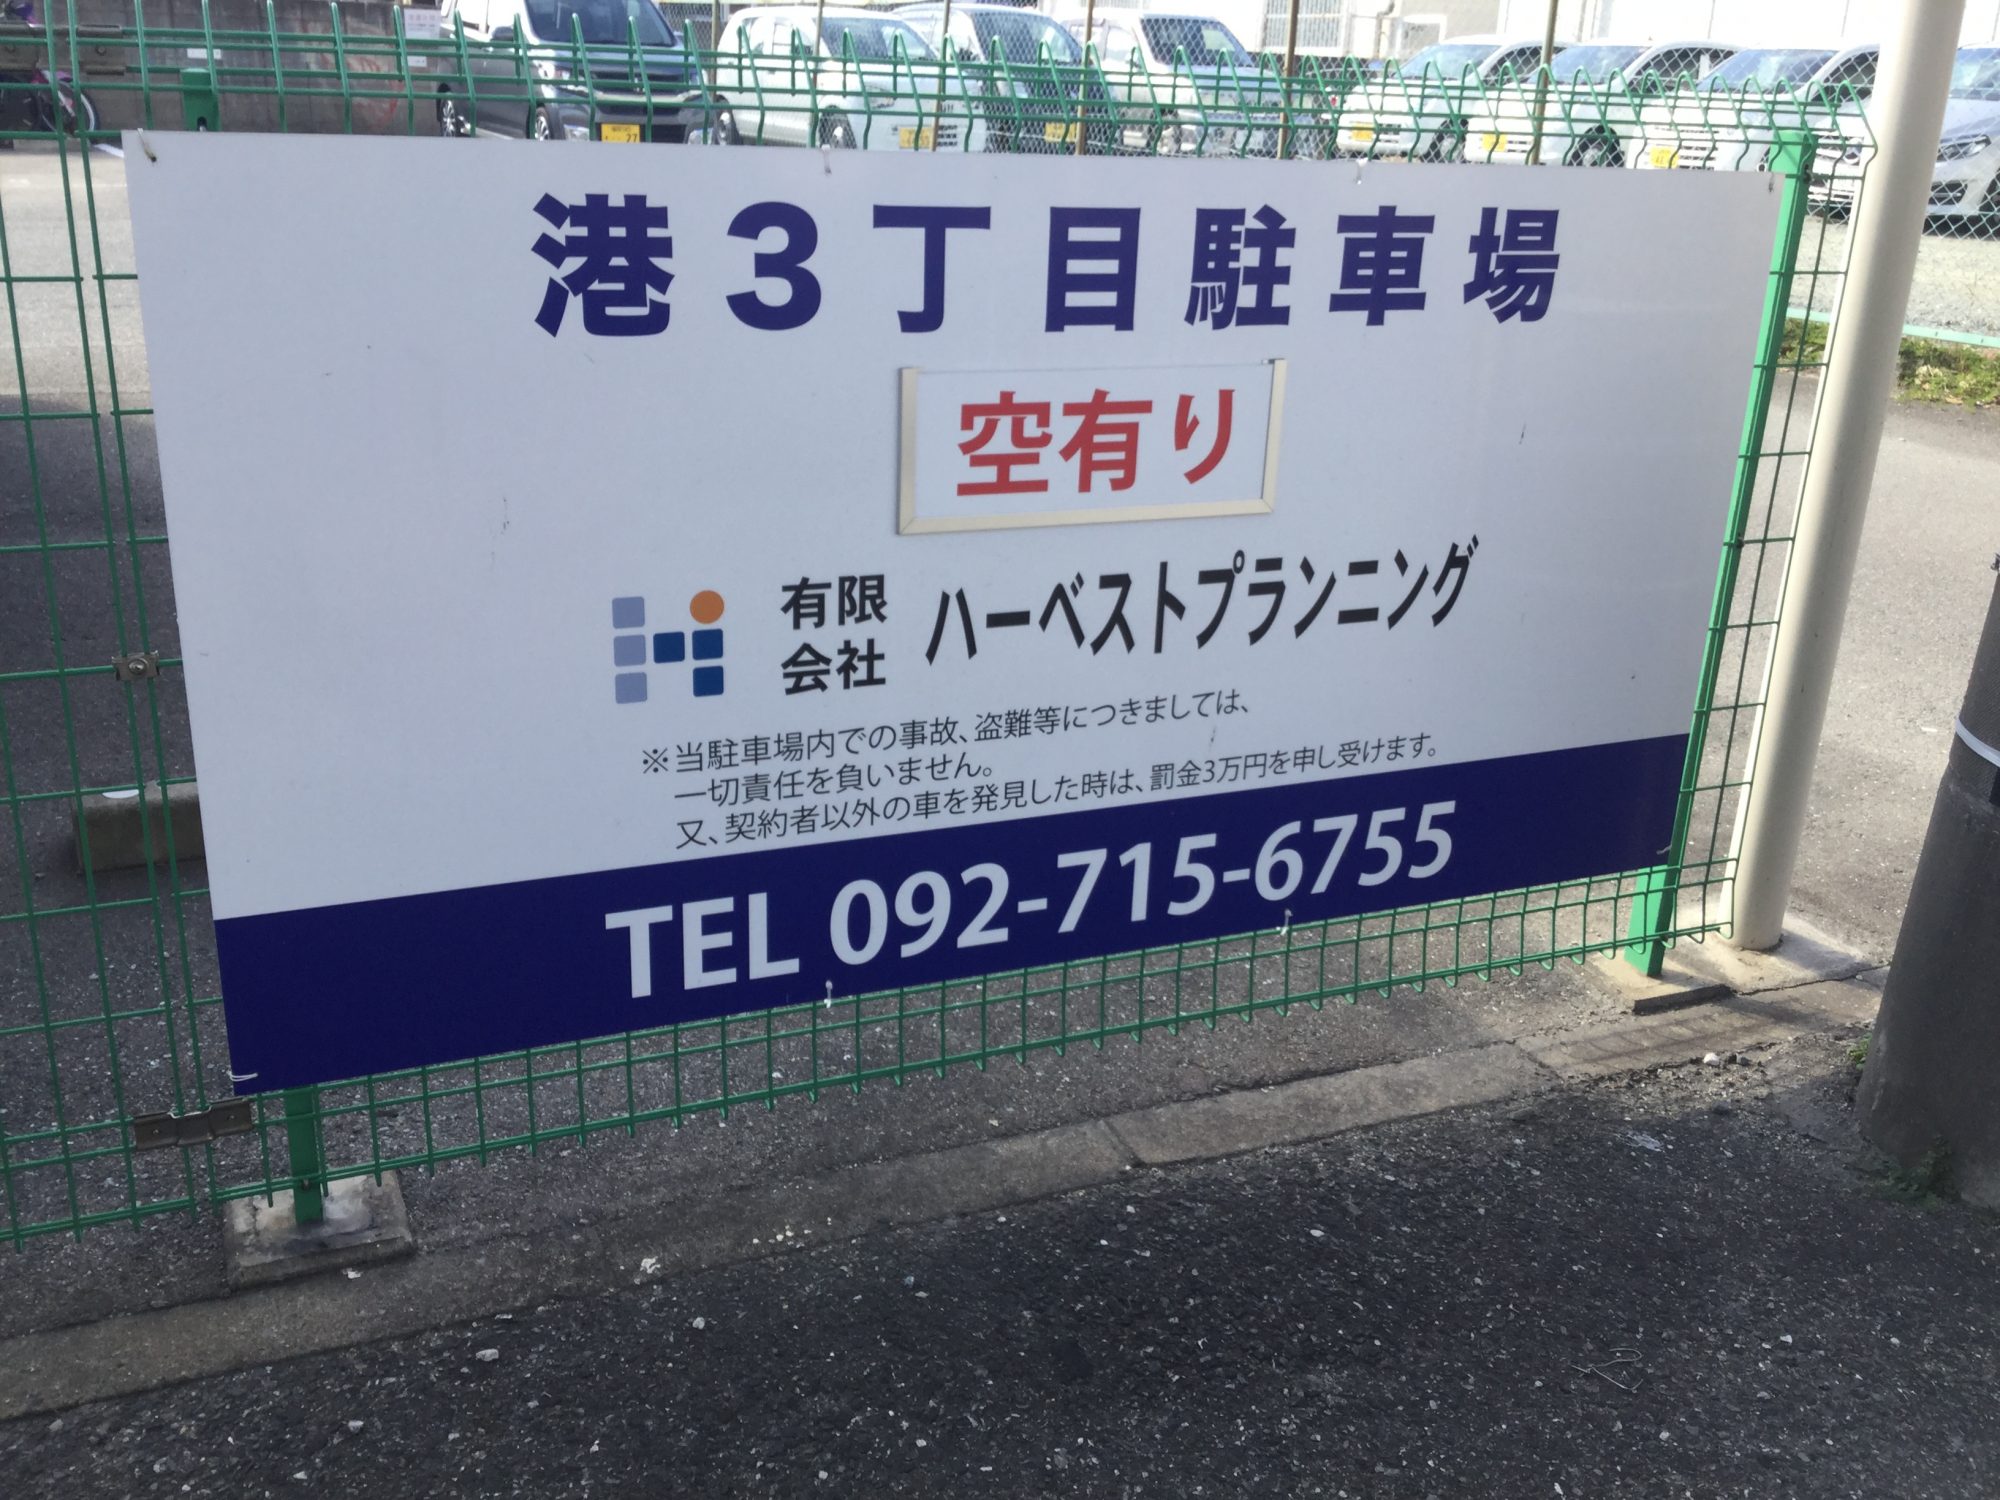 港3丁目駐車場
空有り
有限会社 ハーベストプランニング
※当駐車場内での事故、盗難等につきましては、
一切責任を負いません。
又、契約者以外の車を発見した時は、罰金3万円を申し受けます。
TEL 092-715-6755
27